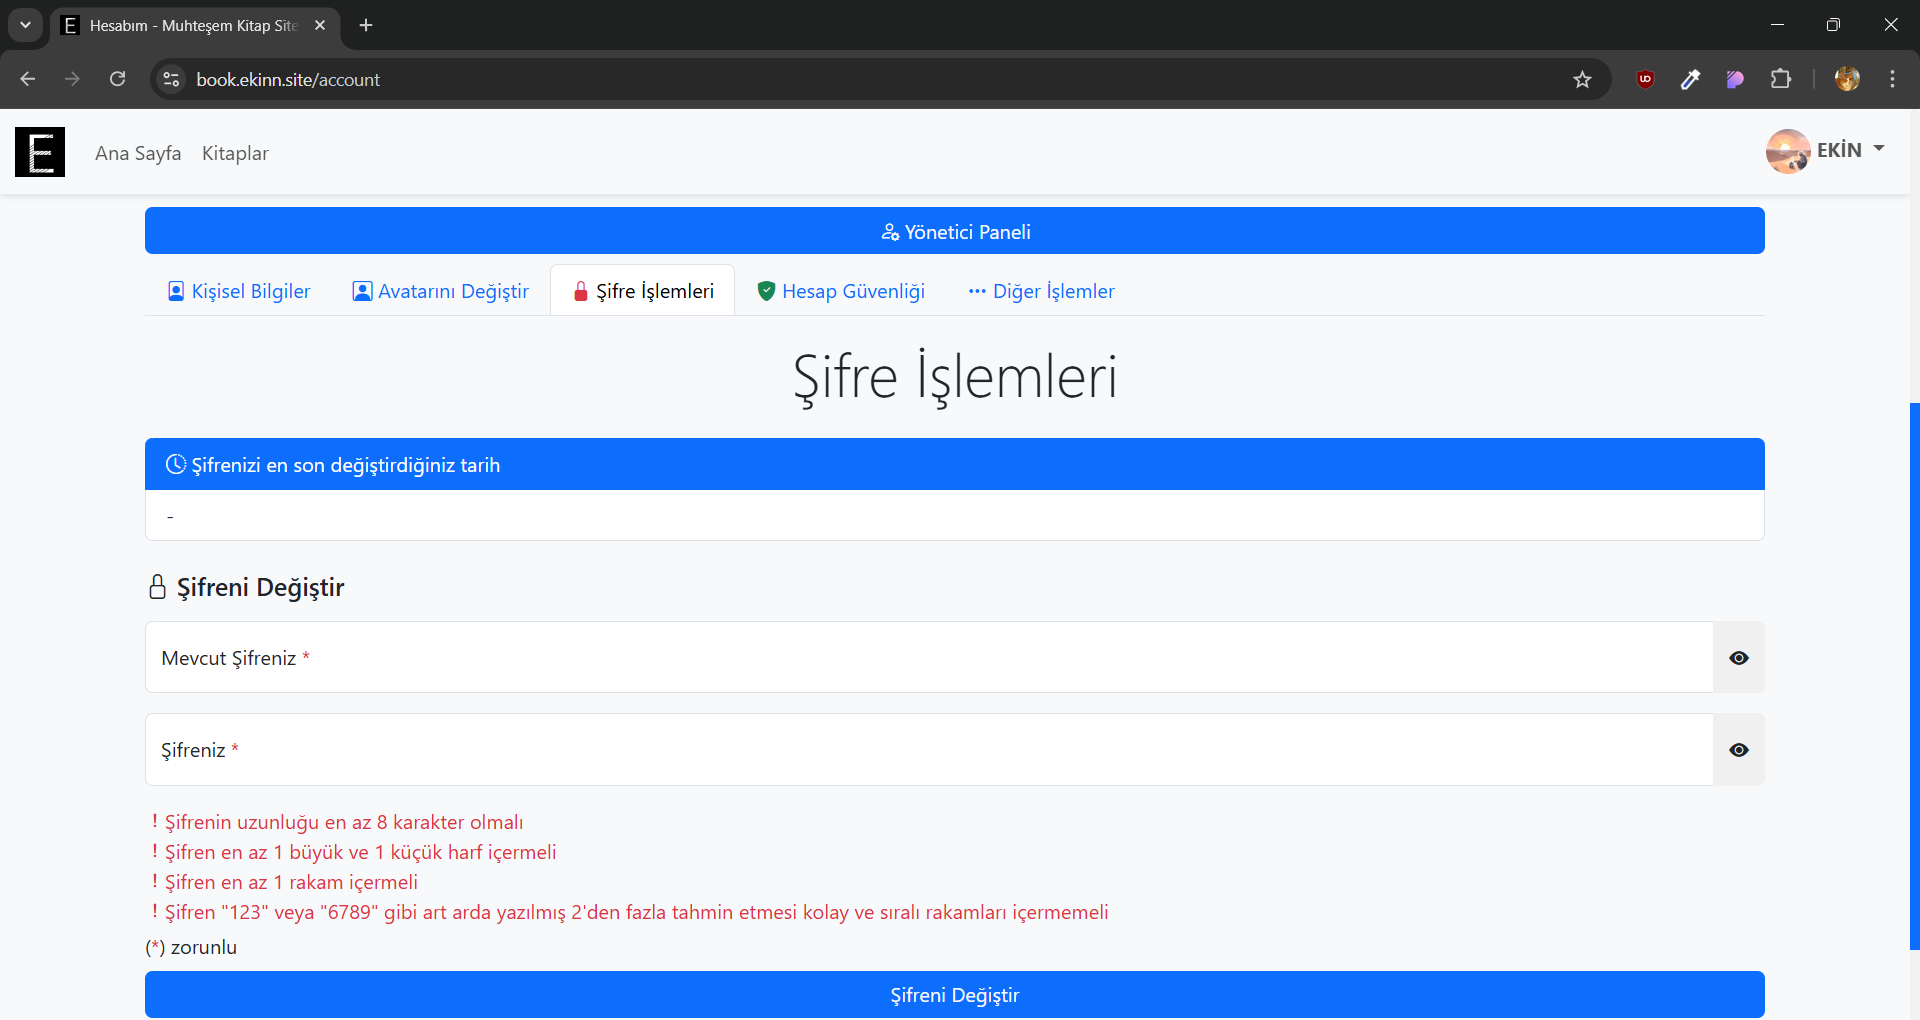 E Hesabım - Muhteşem Kitap Site
book.ekinn.site/account
E Ana Sayfa Kitaplar EKİN
Yönetici Paneli
Kişisel Bilgiler Avatarını Değiştir Şifre İşlemleri Hesap Güvenliği Diğer İşlemler
Şifre İşlemleri
Şifrenizi en son değiştirdiğiniz tarih
-
Şifreni Değiştir
Mevcut Şifreniz *
Şifreniz *
! Şifrenin uzunluğu en az 8 karakter olmalı
! Şifren en az 1 büyük ve 1 küçük harf içermeli
! Şifren en az 1 rakam içermeli
! Şifren "123" veya "6789" gibi art arda yazılmış 2'den fazla tahmin etmesi kolay ve sıralı rakamları içermemeli
(*) zorunlu
Şifreni Değiştir